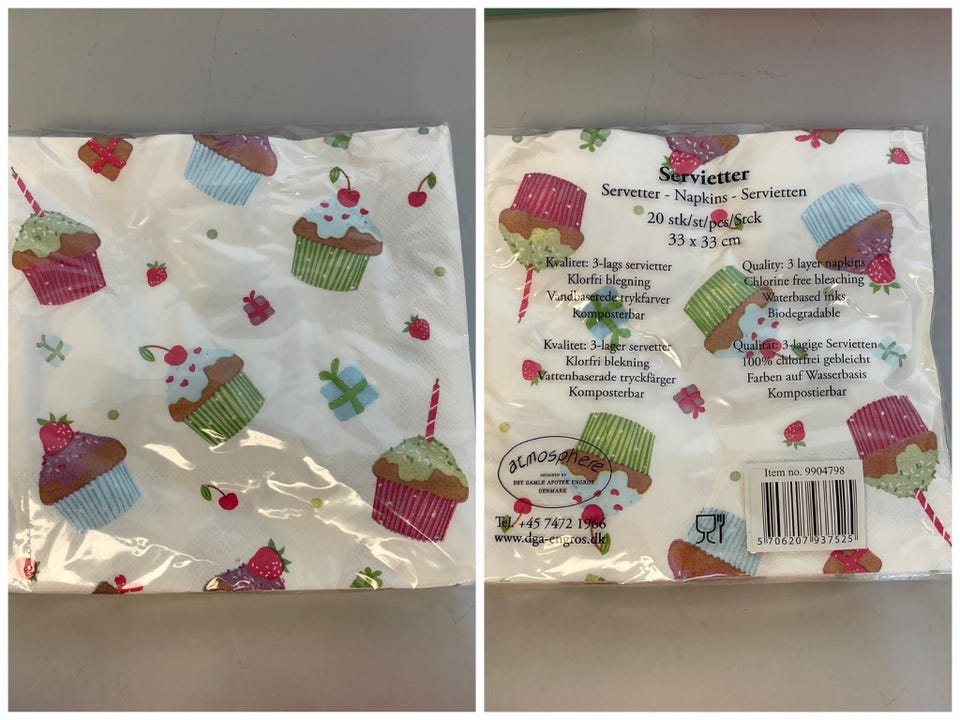 Servietter
Servetter - Napkins - Servietten
20 stk/st/pcs/Stck
33 x 33 cm
Kvalitet: 3-lags servietter
Klorfri blegning
Vandbaserede trykfarver
Komposterbar
Quality: 3 layer napkins
Chlorine free bleaching
Waterbased inks
Biodegradable
Kvalitet: 3-lager servetter
Klorfri blekning
Vattenbaserade tryckfärger
Komposterbar
Qualität: 3-lagige Servietten
100% chlorfrei gebleicht
Farben auf Wasserbasis
Kompostierbar
atmosphere
DESIGNED BY
DET GAMLE APOTEK ENGROS
DENMARK
Tel. +45 7472 1966
www.dga-engros.dk
Item no. 9904798
5 706207 937525